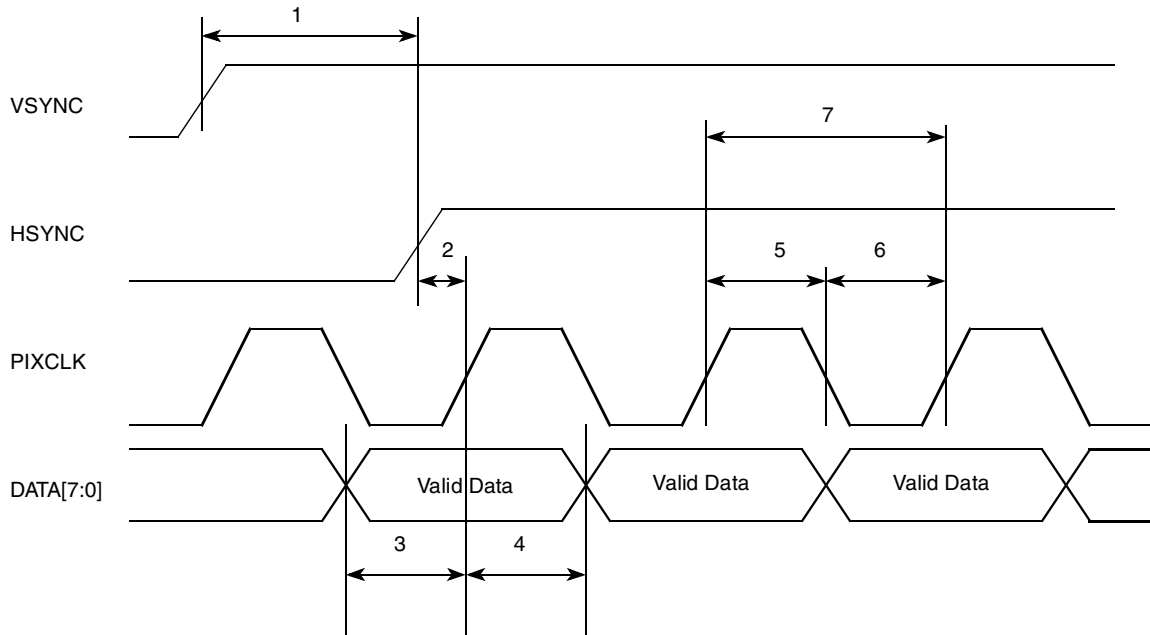 1
VSYNC
7
HSYNC
2
5
6
PIXCLK
DATA[7:0]
Valid Data
Valid Data
Valid Data
3
4